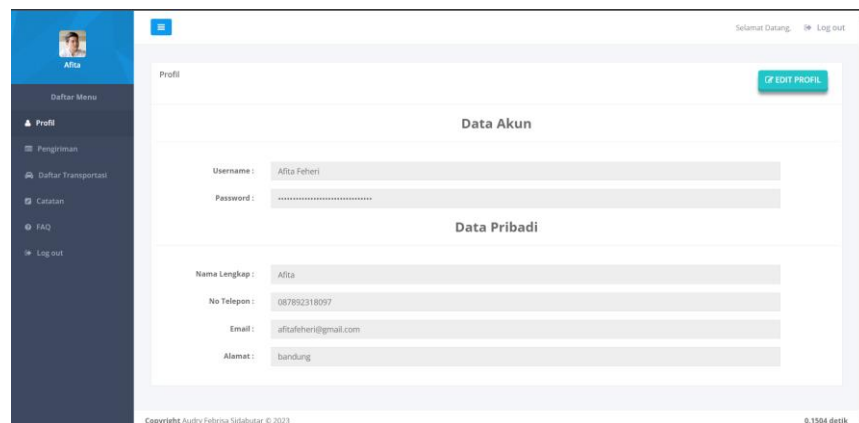 Selamat Datang. Log out
Afita
Daftar Menu
Profil
Pengiriman
Daftar Transportasi
Catatan
FAQ
Log out
Profil
EDIT PROFIL
Data Akun
Username : Afita Feheri
Password : ••••••••••••••••••••••••••••••••
Data Pribadi
Nama Lengkap : Afita
No Telepon : 087892318097
Email : afitafeheri@gmail.com
Alamat : bandung
Copyright Audry Febrisa Sidabutar © 2023
0.1504 detik